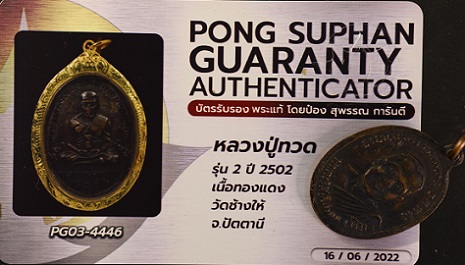 PONG SUPHAN
GUARANTY
AUTHENTICATOR
บัตรรับรอง พระแท้ โดยป๋อง สุพรรณ การันตี
หลวงปู่ทวด
รุ่น 2 ปี 2502
เนื้อทองแดง
วัดช้างให้
จ.ปัตตานี
PG03-4446
16 / 06 / 2022